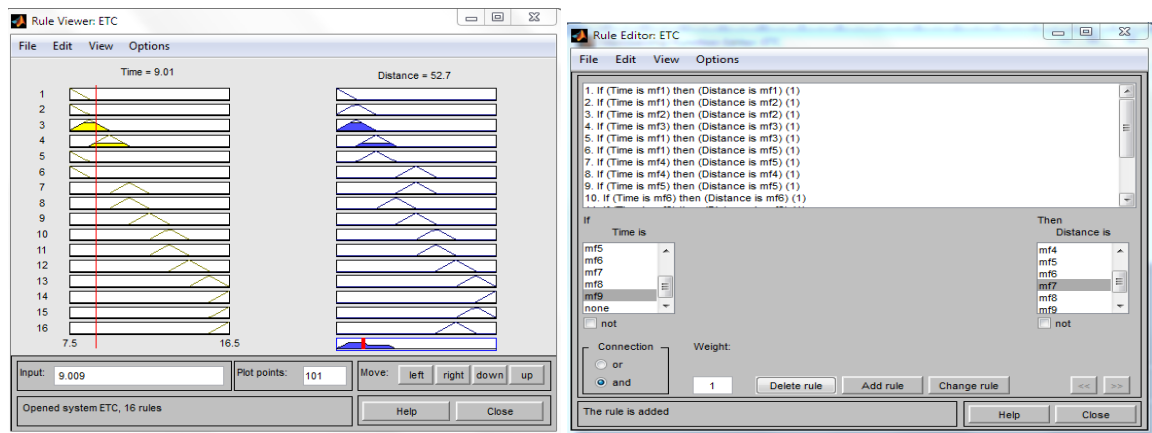 Rule Viewer: ETC
File Edit View Options
Time = 9.01
Distance = 52.7
1
2
3
4
5
6
7
8
9
10
11
12
13
14
15
16
7.5 16.5
Input: 9.009
Plot points: 101
Move: left right down up
Opened system ETC, 16 rules
Help Close
Rule Editor: ETC
File Edit View Options
1. If (Time is mf1) then (Distance is mf1) (1)
2. If (Time is mf1) then (Distance is mf2) (1)
3. If (Time is mf2) then (Distance is mf2) (1)
4. If (Time is mf3) then (Distance is mf3) (1)
5. If (Time is mf1) then (Distance is mf3) (1)
6. If (Time is mf1) then (Distance is mf5) (1)
7. If (Time is mf4) then (Distance is mf5) (1)
8. If (Time is mf4) then (Distance is mf4) (1)
9. If (Time is mf5) then (Distance is mf5) (1)
10. If (Time is mf6) then (Distance is mf6) (1)
If
Time is
mf5
mf6
mf7
mf8
mf9
none
not
Then
Distance is
mf4
mf5
mf6
mf7
mf8
mf9
not
Connection
or
and
Weight:
1
Delete rule Add rule Change rule << >>
The rule is added
Help Close